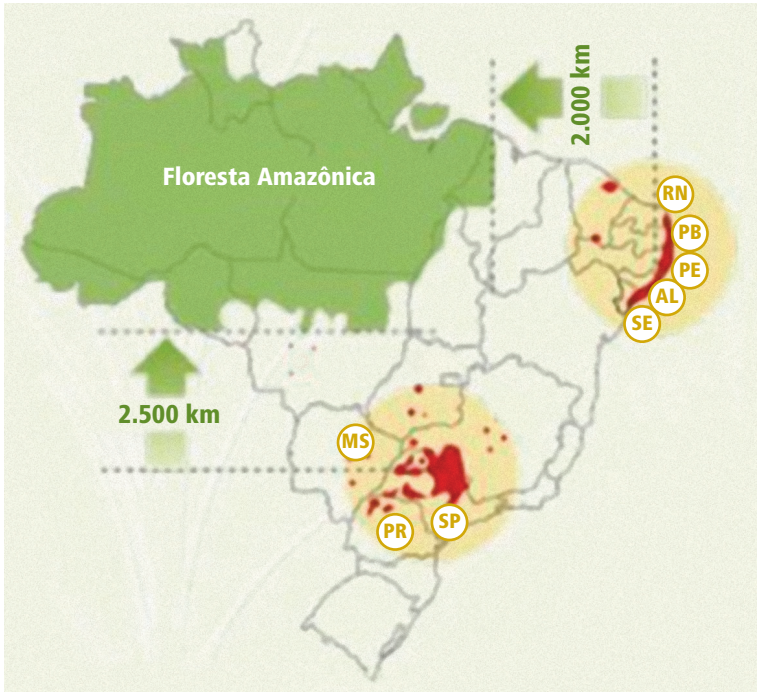 2.000 km
Floresta Amazônica
RN
PB
PE
AL
SE
2.500 km
MS
PR
SP